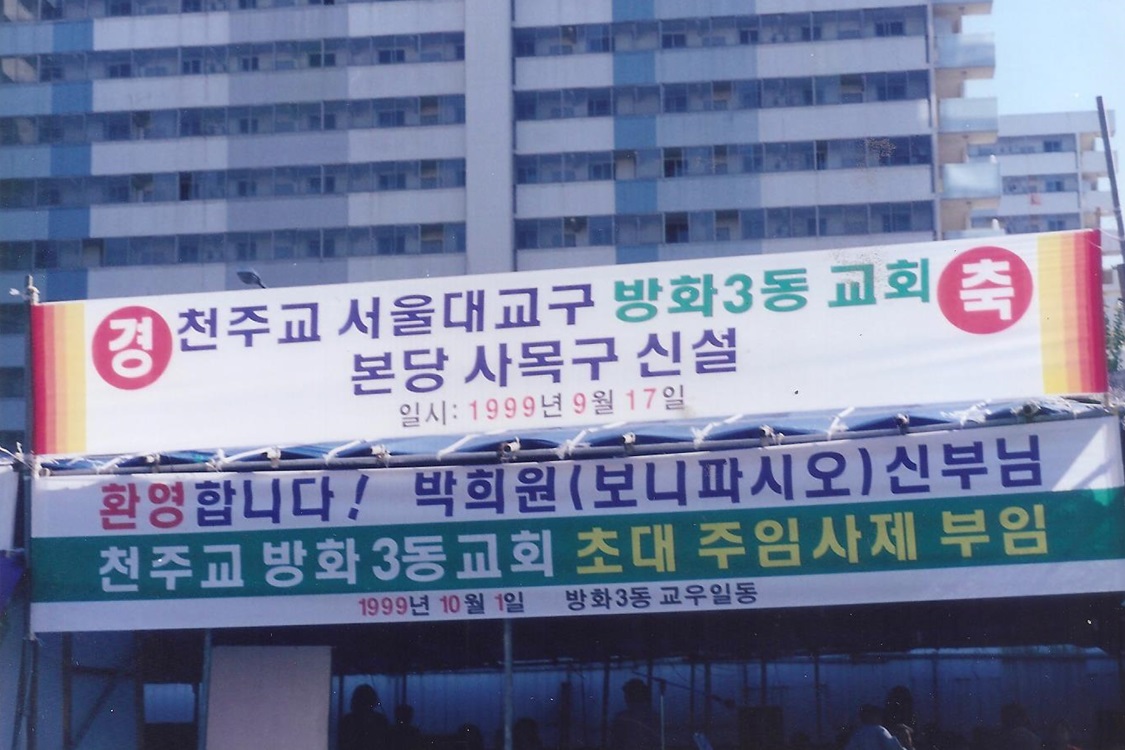 경 천주교 서울대교구 방화3동 교회 축
본당 사목구 신설
일시: 1999년 9월 17일
환영합니다! 박희원(보니파시오)신부님
천주교 방화3동교회 초대 주임사제 부임
1999년 10월 1일 방화3동 교우일동